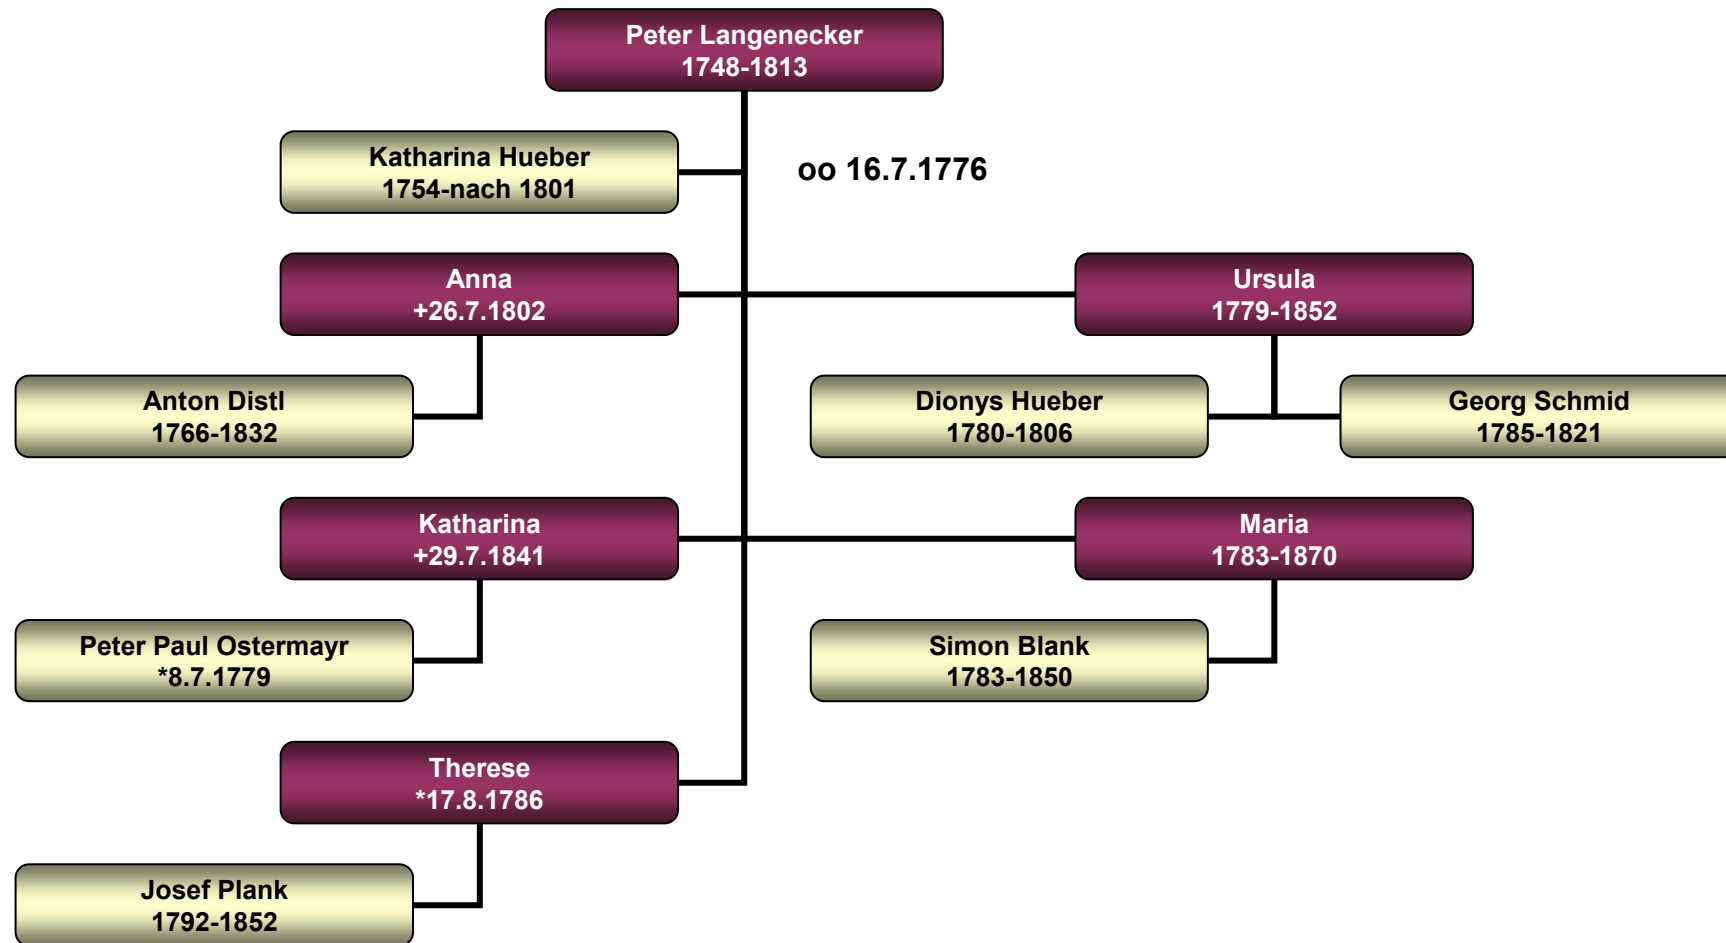 Peter Langenecker
1748-1813
Katharina Hueber
1754-nach 1801
oo 16.7.1776
Anna
+26.7.1802
Ursula
1779-1852
Anton Distl
1766-1832
Dionys Hueber
1780-1806
Georg Schmid
1785-1821
Katharina
+29.7.1841
Maria
1783-1870
Peter Paul Ostermayr
*8.7.1779
Simon Blank
1783-1850
Therese
*17.8.1786
Josef Plank
1792-1852